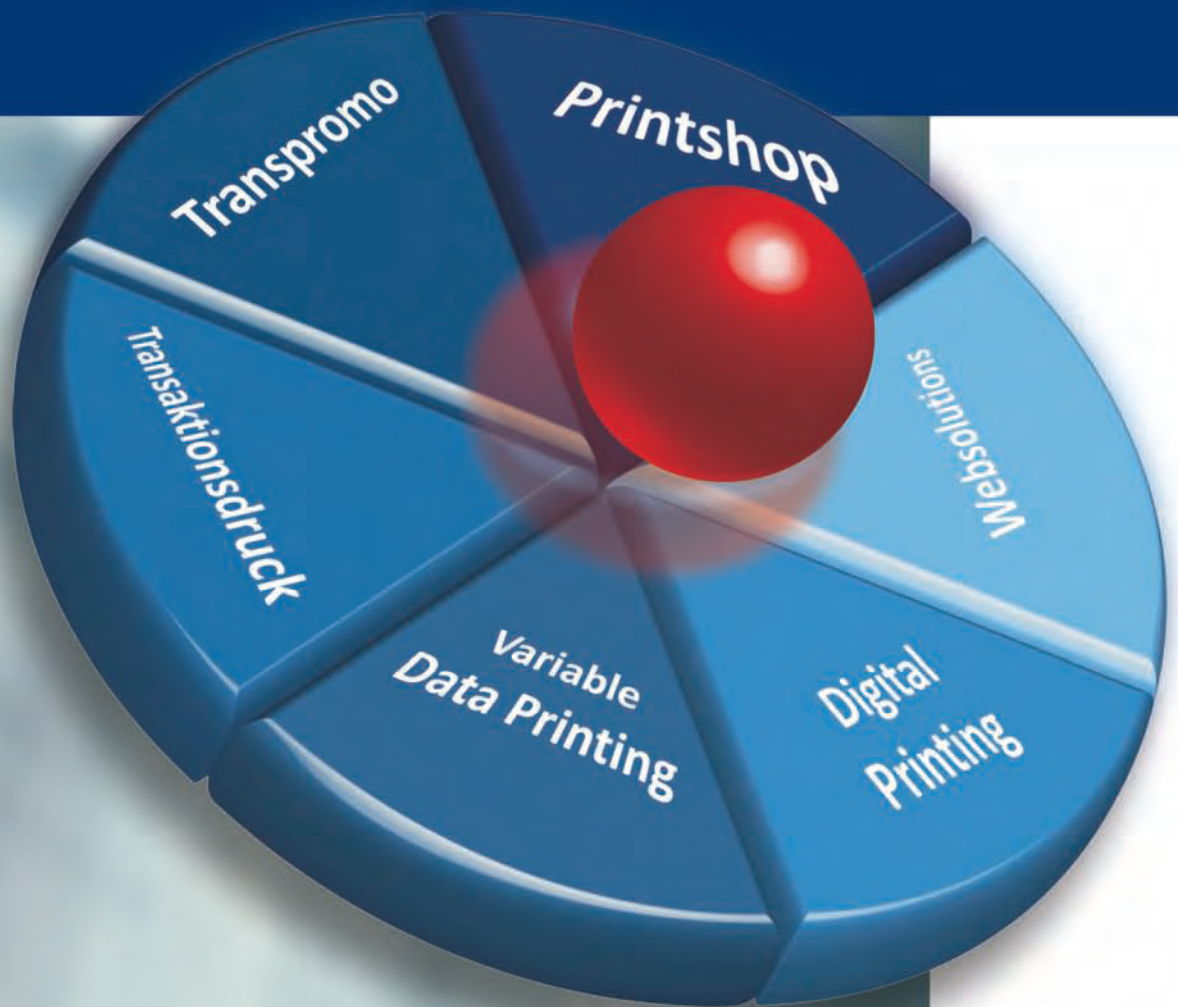 Transpromo
Printshop
Transaktionsdruck
Websolutions
Variable
Data Printing
Digital
Printing